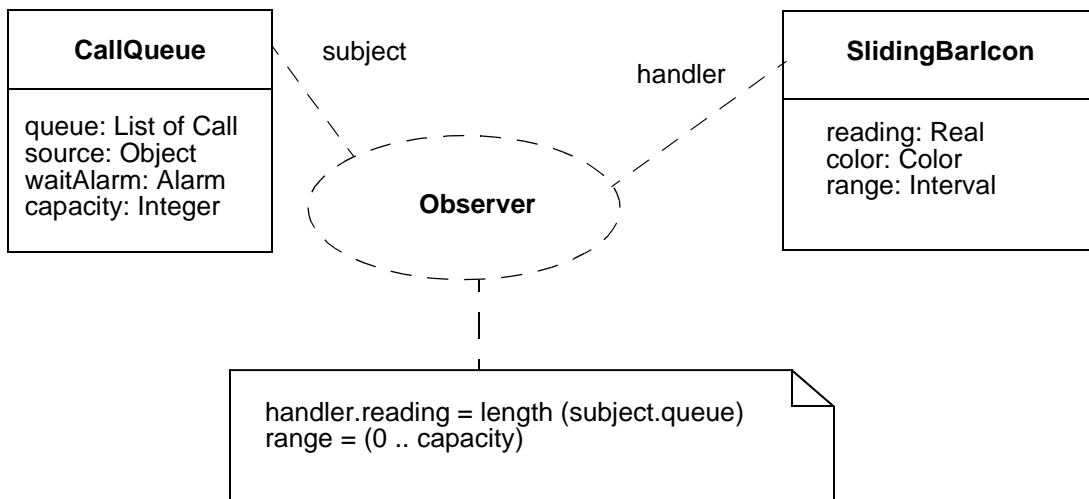 CallQueue
queue: List of Call
source: Object
waitAlarm: Alarm
capacity: Integer
subject
handler
SlidingBarIcon
reading: Real
color: Color
range: Interval
Observer
handler.reading = length (subject.queue)
range = (0 .. capacity)